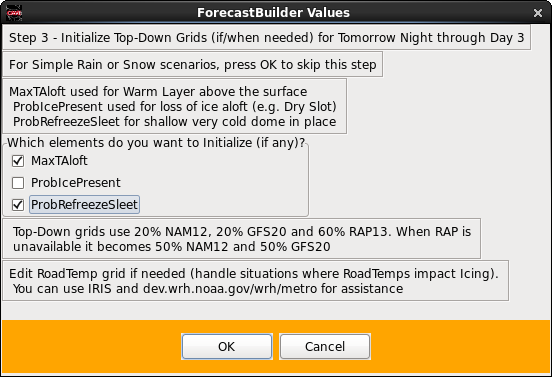 ForecastBuilder Values
Step 3 - Initialize Top-Down Grids (if/when needed) for Tomorrow Night through Day 3
For Simple Rain or Snow scenarios, press OK to skip this step
MaxTAloft used for Warm Layer above the surface
ProbIcePresent used for loss of ice aloft (e.g. Dry Slot)
ProbRefreezeSleet for shallow very cold dome in place
Which elements do you want to Initialize (if any)?
MaxTAloft
ProbIcePresent
ProbRefreezeSleet
Top-Down grids use 20% NAM12, 20% GFS20 and 60% RAP13. When RAP is
unavailable it becomes 50% NAM12 and 50% GFS20
Edit RoadTemp grid if needed (handle situations where RoadTemps impact Icing).
You can use IRIS and dev.wrh.noaa.gov/wrh/metro for assistance
OK
Cancel